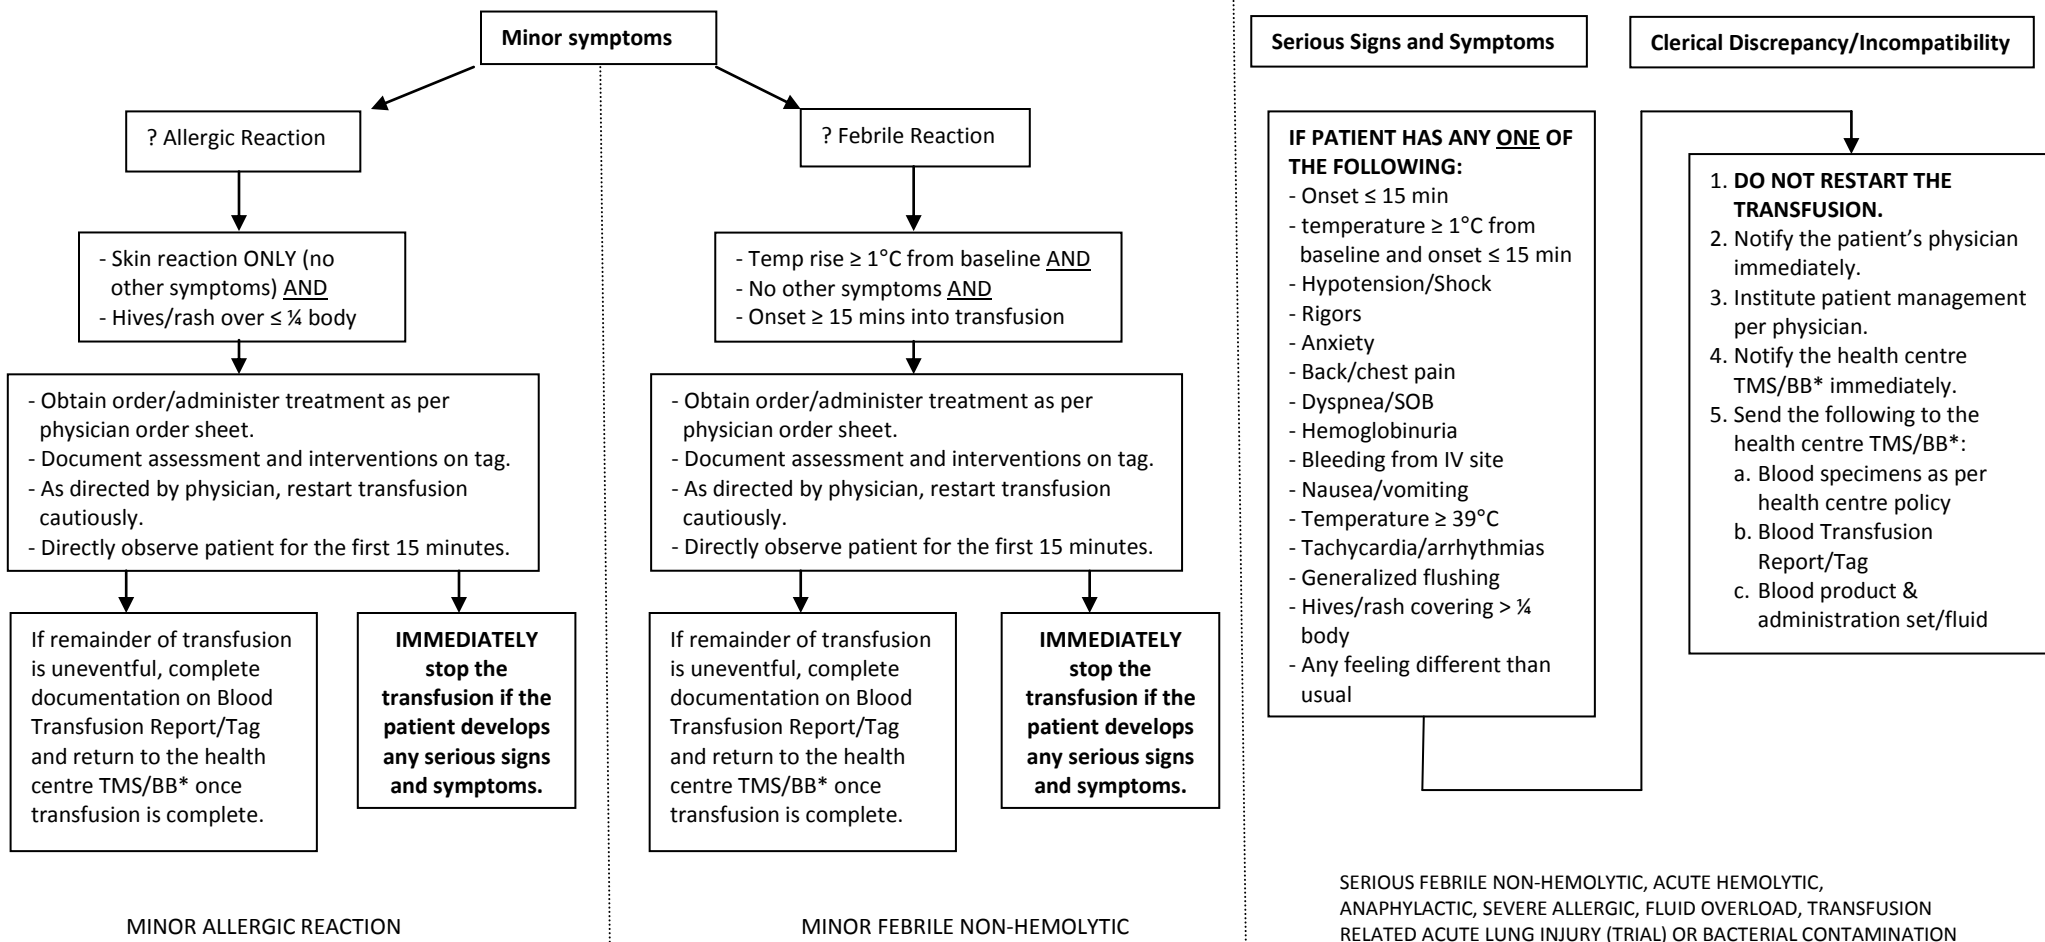 Minor symptoms
? Allergic Reaction
- Skin reaction ONLY (no
other symptoms) AND
- Hives/rash over ≤ ¼ body
- Obtain order/administer treatment as per
physician order sheet.
- Document assessment and interventions on tag.
- As directed by physician, restart transfusion
cautiously.
- Directly observe patient for the first 15 minutes.
If remainder of transfusion
is uneventful, complete
documentation on Blood
Transfusion Report/Tag
and return to the health
centre TMS/BB* once
transfusion is complete.
IMMEDIATELY
stop the
transfusion if the
patient develops
any serious signs
and symptoms.
MINOR ALLERGIC REACTION
? Febrile Reaction
- Temp rise ≥ 1°C from baseline AND
- No other symptoms AND
- Onset ≥ 15 mins into transfusion
- Obtain order/administer treatment as per
physician order sheet.
- Document assessment and interventions on tag.
- As directed by physician, restart transfusion
cautiously.
- Directly observe patient for the first 15 minutes.
If remainder of transfusion
is uneventful, complete
documentation on Blood
Transfusion Report/Tag
and return to the health
centre TMS/BB* once
transfusion is complete.
IMMEDIATELY
stop the
transfusion if the
patient develops
any serious signs
and symptoms.
MINOR FEBRILE NON-HEMOLYTIC
Serious Signs and Symptoms
IF PATIENT HAS ANY ONE OF
THE FOLLOWING:
- Onset ≤ 15 min
- temperature ≥ 1°C from
baseline and onset ≤ 15 min
- Hypotension/Shock
- Rigors
- Anxiety
- Back/chest pain
- Dyspnea/SOB
- Hemoglobinuria
- Bleeding from IV site
- Nausea/vomiting
- Temperature ≥ 39°C
- Tachycardia/arrhythmias
- Generalized flushing
- Hives/rash covering > ¼
body
- Any feeling different than
usual
Clerical Discrepancy/Incompatibility
1. DO NOT RESTART THE
TRANSFUSION.
2. Notify the patient’s physician
immediately.
3. Institute patient management
per physician.
4. Notify the health centre
TMS/BB* immediately.
5. Send the following to the
health centre TMS/BB*:
a. Blood specimens as per
health centre policy
b. Blood Transfusion
Report/Tag
c. Blood product &
administration set/fluid
SERIOUS FEBRILE NON-HEMOLYTIC, ACUTE HEMOLYTIC,
ANAPHYLACTIC, SEVERE ALLERGIC, FLUID OVERLOAD, TRANSFUSION
RELATED ACUTE LUNG INJURY (TRIAL) OR BACTERIAL CONTAMINATION